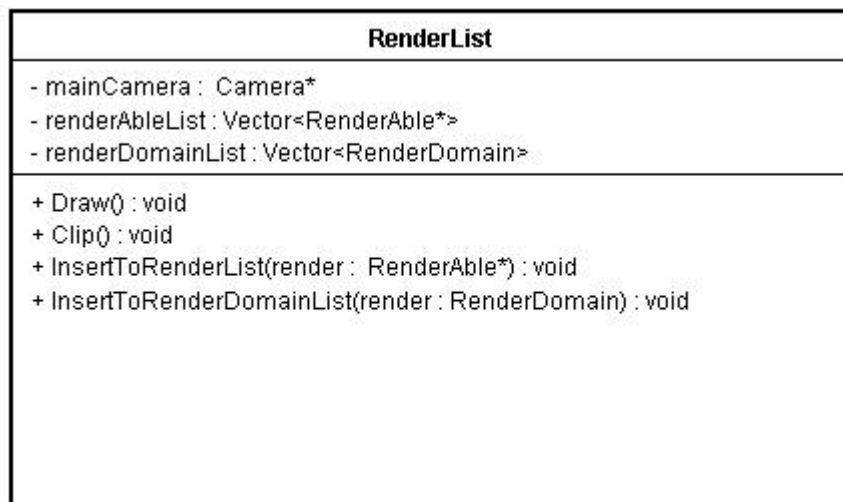 RenderList
- mainCamera : Camera*
- renderAbleList : Vector<RenderAble*>
- renderDomainList : Vector<RenderDomain>
+ Draw() : void
+ Clip() : void
+ InsertToRenderList(render : RenderAble*) : void
+ InsertToRenderDomainList(render : RenderDomain) : void